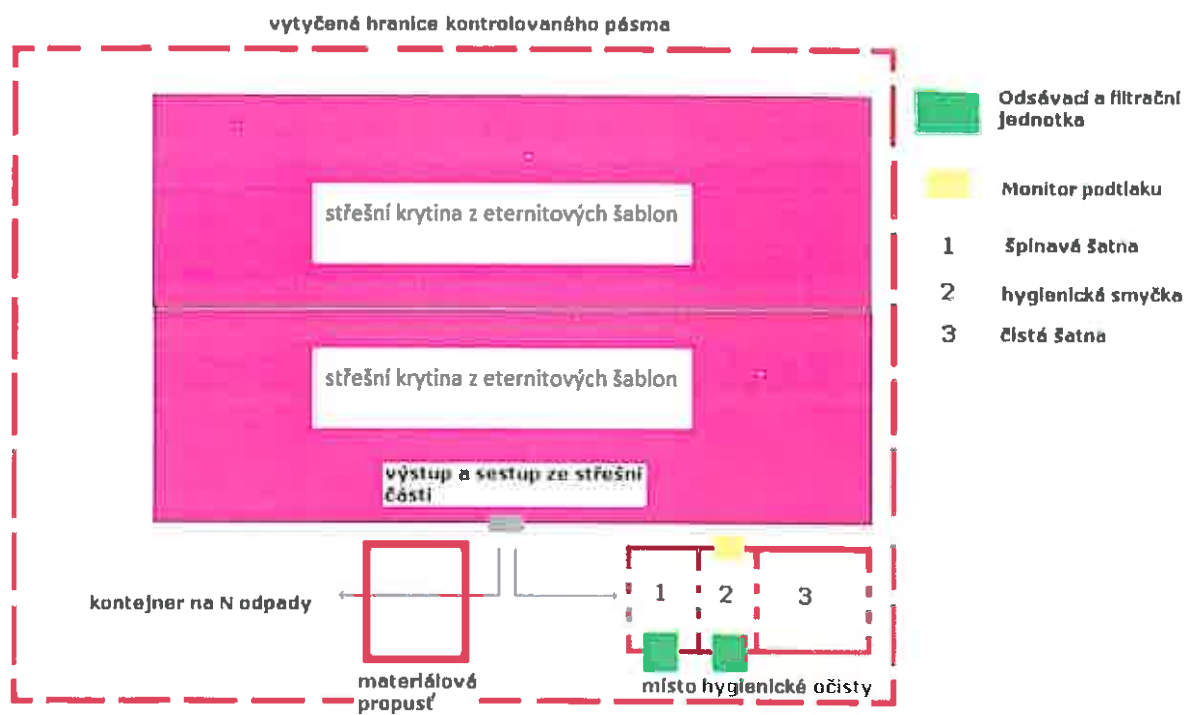 vytyčená hranice kontrolovaného pásma
Odsávací a filtrační
jednotka
Monitor podtlaku
1 špinavá šatna
2 hygienická smyčka
3 čistá šatna
střešní krytina z eternitových šablon
střešní krytina z eternitových šablon
výstup a sestup ze střešní
části
kontejner na N odpady
1 2 3
materiálová
propusť
místo hygienické očisty